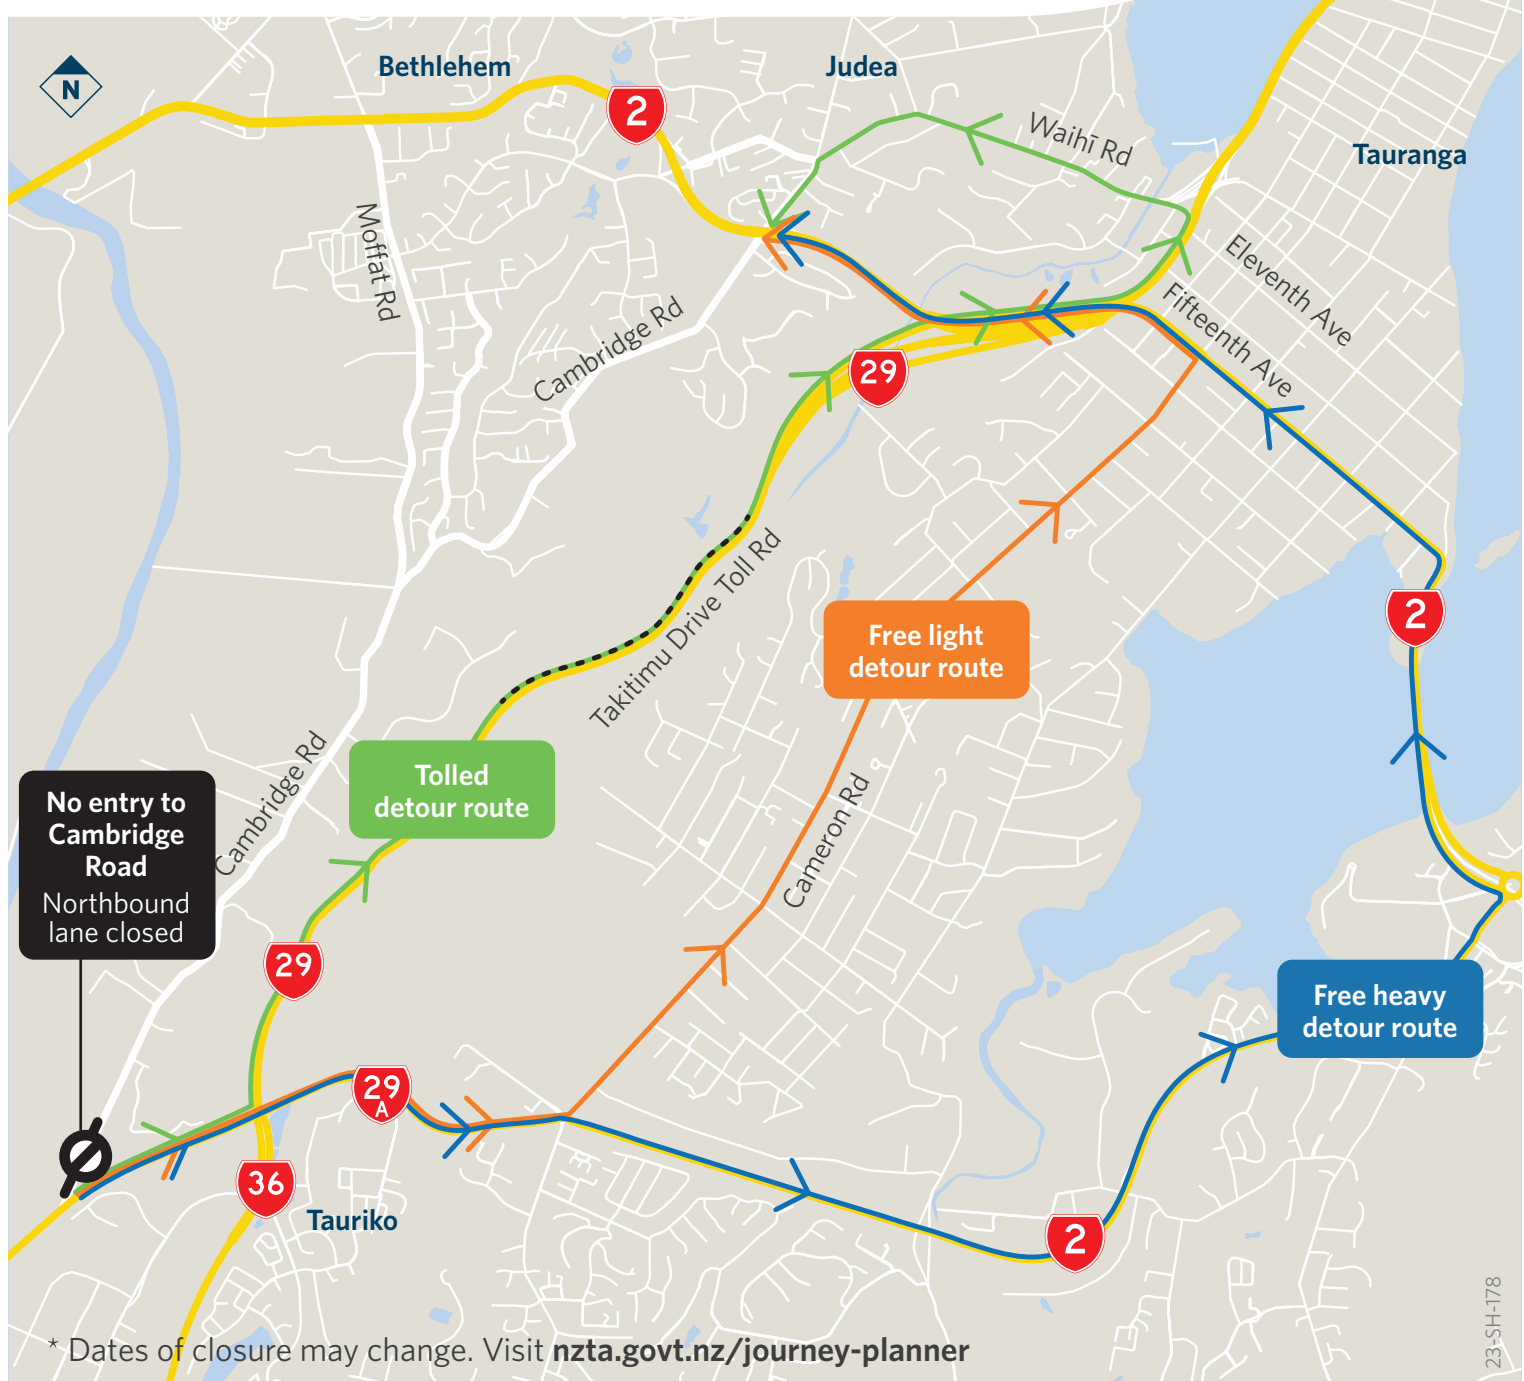 N
Bethlehem
Judea
2
Waihī Rd
Tauranga
Moffat Rd
Eleventh Ave
Fifteenth Ave
Cambridge Rd
29
Takitimu Drive Toll Rd
2
Free light
detour route
Cambridge Rd
Tolled
detour route
No entry to
Cambridge
Road
Northbound
lane closed
Cameron Rd
29
Free heavy
detour route
29
A
36
Tauriko
2
23-SH-178
* Dates of closure may change. Visit nzta.govt.nz/journey-planner